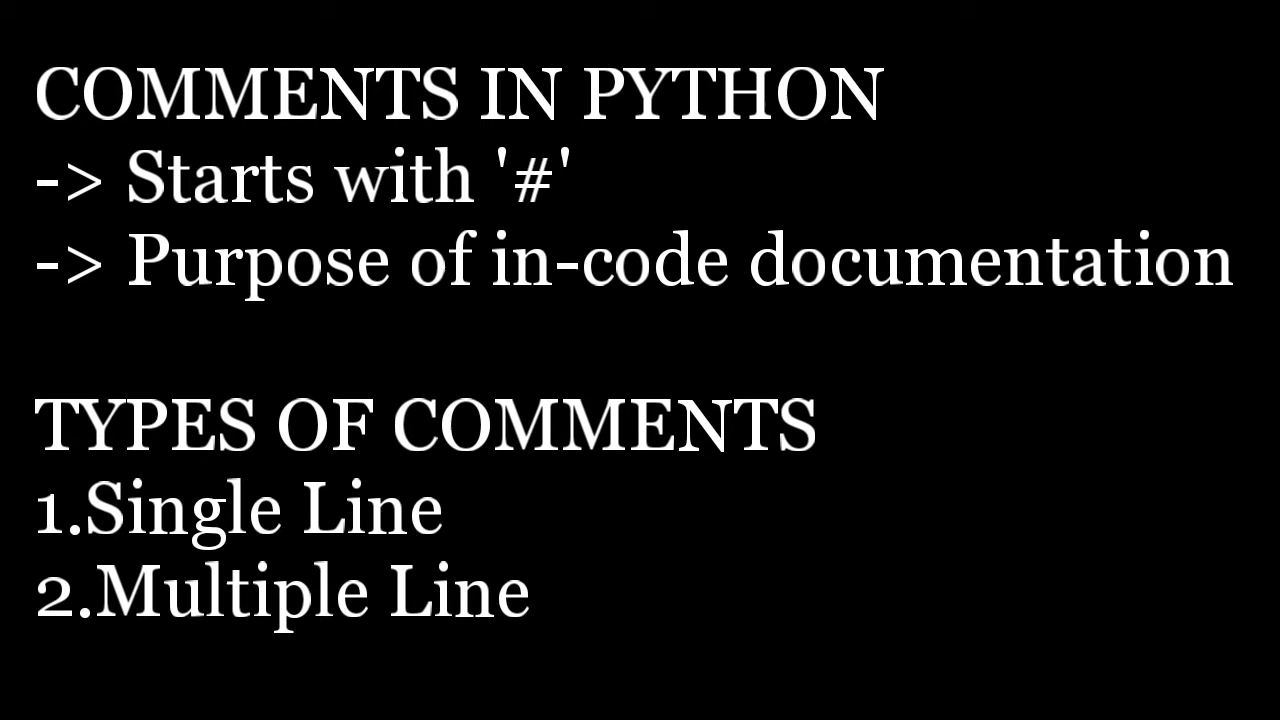 COMMENTS IN PYTHON
-> Starts with '#'
-> Purpose of in-code documentation
TYPES OF COMMENTS
1.Single Line
2.Multiple Line